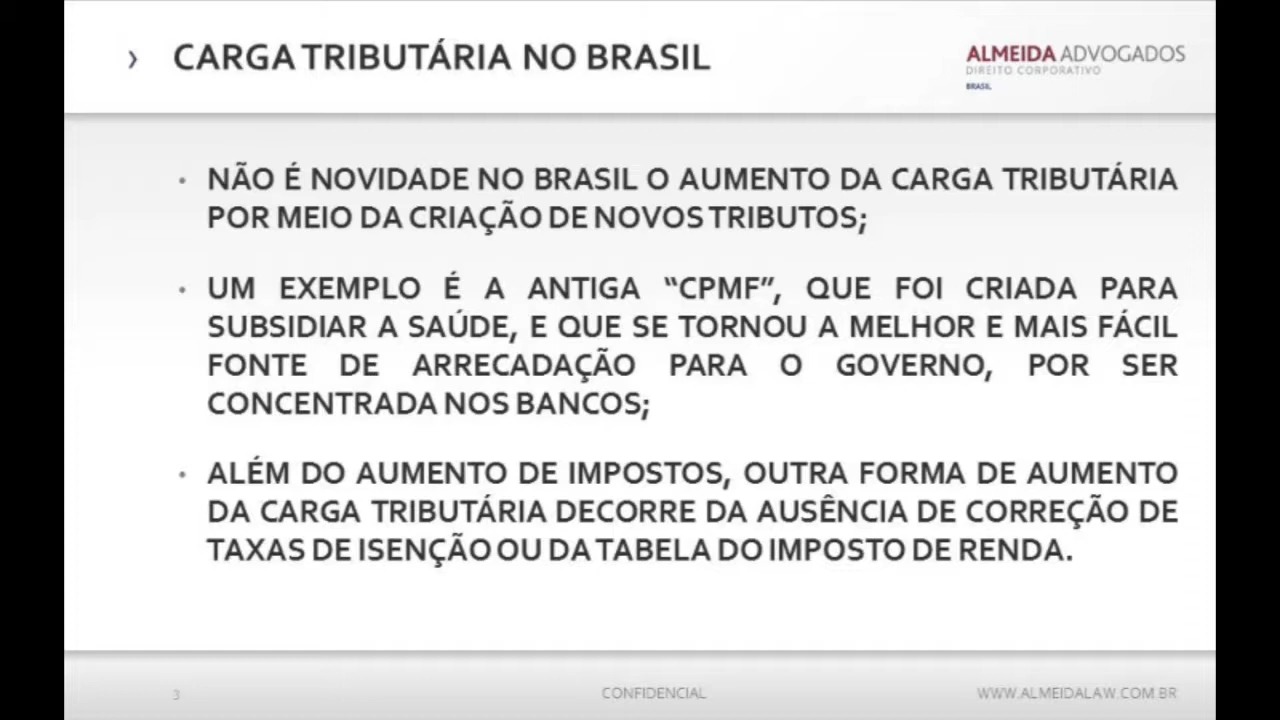 › CARGA TRIBUTÁRIA NO BRASIL
ALMEIDA ADVOGADOS
DIREITO CORPORATIVO
BRASIL
• NÃO É NOVIDADE NO BRASIL O AUMENTO DA CARGA TRIBUTÁRIA
POR MEIO DA CRIAÇÃO DE NOVOS TRIBUTOS;
• UM EXEMPLO É A ANTIGA “CPMF”, QUE FOI CRIADA PARA
SUBSIDIAR A SAÚDE, E QUE SE TORNOU A MELHOR E MAIS FÁCIL
FONTE DE ARRECADAÇÃO PARA O GOVERNO, POR SER
CONCENTRADA NOS BANCOS;
• ALÉM DO AUMENTO DE IMPOSTOS, OUTRA FORMA DE AUMENTO
DA CARGA TRIBUTÁRIA DECORRE DA AUSÊNCIA DE CORREÇÃO DE
TAXAS DE ISENÇÃO OU DA TABELA DO IMPOSTO DE RENDA.
3 CONFIDENCIAL WWW.ALMEIDALAW.COM.BR